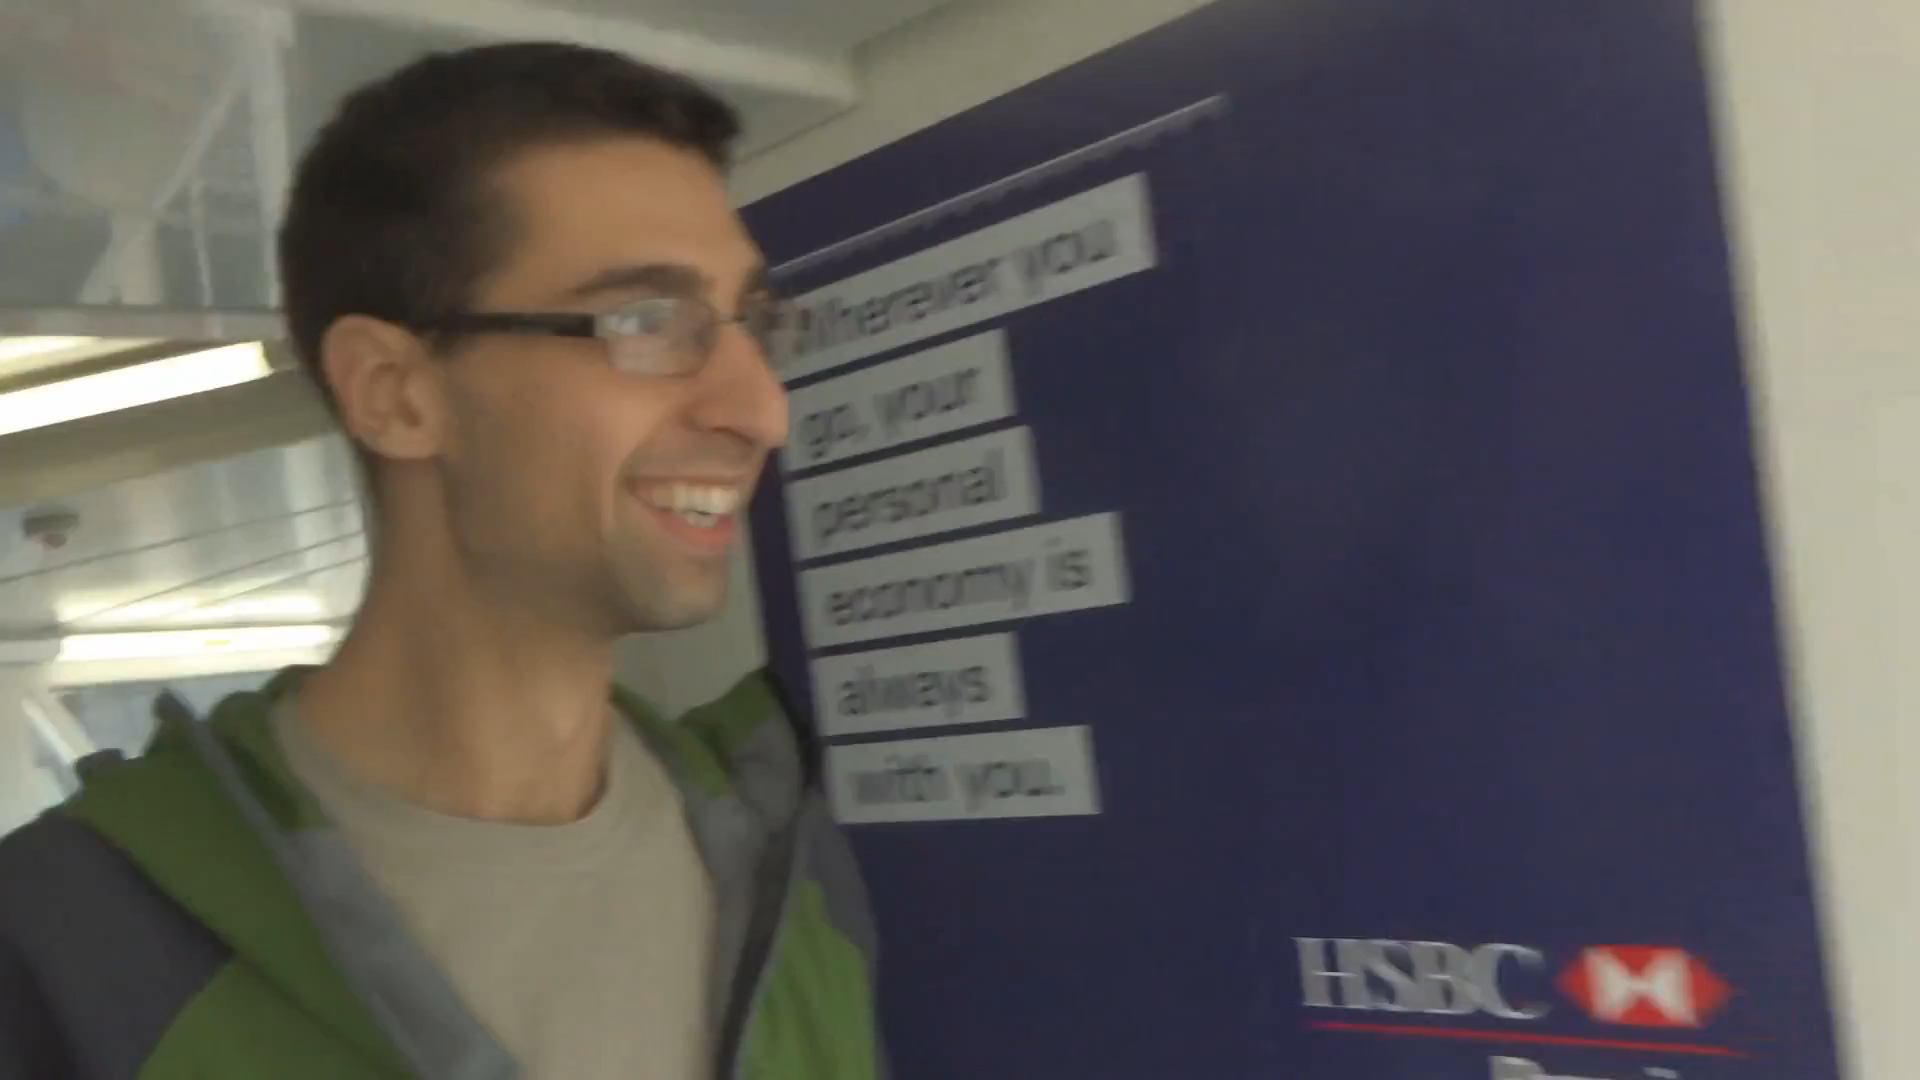 Wherever you
go, your
personal
economy is
always
with you.
HSBC